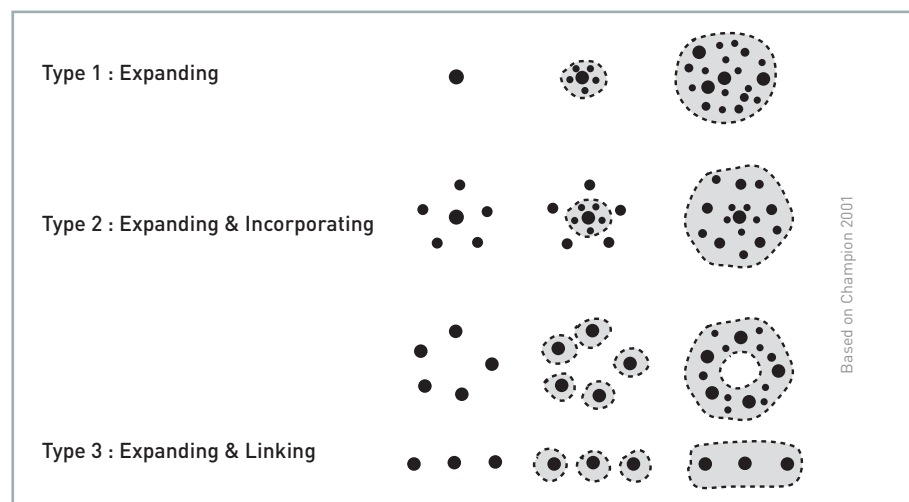 Type 1 : Expanding
Type 2 : Expanding & Incorporating
Type 3 : Expanding & Linking
Based on Champion 2001